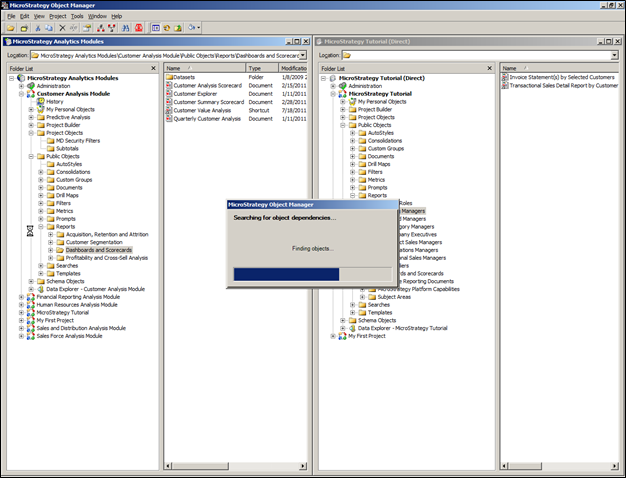 MicroStrategy Object Manager
File Edit View Project Tools Window Help
MicroStrategy Analytics Modules
Location: MicroStrategy Analytics Modules\Customer Analysis Module\Public Objects\Reports\Dashboards and Scorecards
Folder List
MicroStrategy Analytics Modules
Administration
Customer Analysis Module
History
My Personal Objects
Predictive Analysis
Project Builder
Project Objects
MD Security Filters
Subtotals
Public Objects
AutoStyles
Consolidations
Custom Groups
Documents
Drill Maps
Filters
Metrics
Prompts
Reports
Acquisition, Retention and Attrition
Customer Segmentation
Dashboards and Scorecards
Profitability and Cross-Sell Analysis
Searches
Templates
Schema Objects
Data Explorer - Customer Analysis Module
Financial Reporting Analysis Module
Human Resources Analysis Module
MicroStrategy Tutorial
My First Project
Sales and Distribution Analysis Module
Sales Force Analysis Module
Name Type Modification
Datasets Folder 1/8/2009 2
Customer Analysis Scorecard Document 2/15/2011
Customer Explorer Document 1/11/2011
Customer Summary Scorecard Document 2/3/2011
Customer Value Analysis Shortcut 7/18/2011
Quarterly Customer Analysis Document 1/11/2011
MicroStrategy Object Manager
Searching for object dependencies...
Finding objects...
MicroStrategy Tutorial (Direct)
Location:
Folder List
MicroStrategy Tutorial (Direct)
Administration
MicroStrategy Tutorial
My Personal Objects
Project Builder
Project Objects
Public Objects
AutoStyles
Consolidations
Custom Groups
Documents
Drill Maps
Filters
Metrics
Prompts
Reports
Roles
Managers
Managers
gory Managers
pany Executives
ct Sales Managers
ational Sales Managers
liers
ards and Scorecards
e Reporting Documents
MicroStrategy Platform Capabilities
Subject Areas
Searches
Templates
Schema Objects
Data Explorer - MicroStrategy Tutorial
My First Project
Name
Invoice Statement(s) by Selected Customers
Transactional Sales Detail Report by Customer